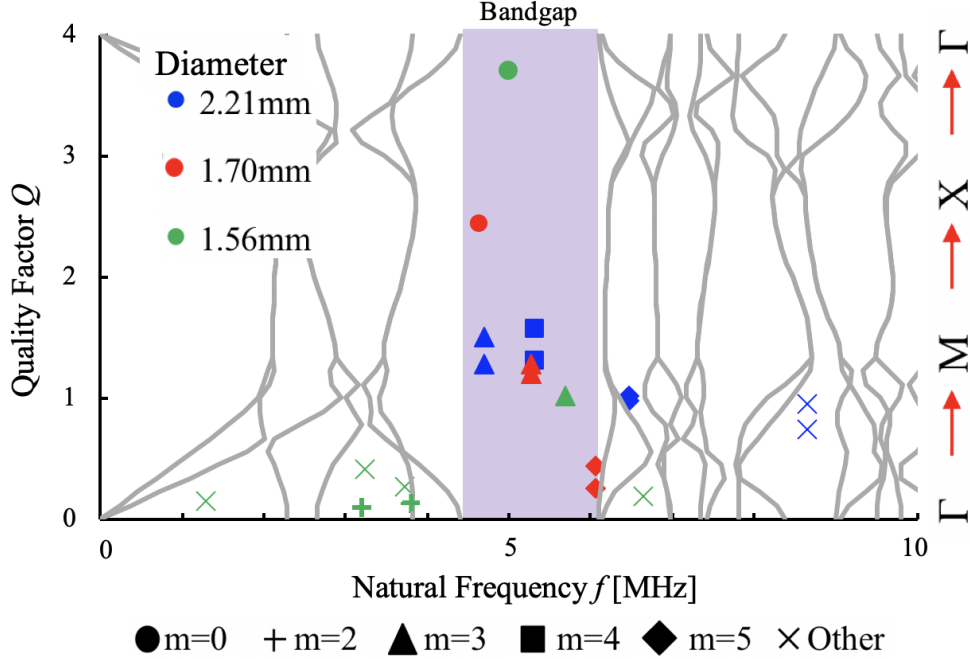 Bandgap
4
3
2
1
0
Quality Factor Q
Diameter
2.21mm
1.70mm
1.56mm
0
5
10
Natural Frequency f [MHz]
Γ
X
M
Γ
m=0
m=2
m=3
m=4
m=5
Other